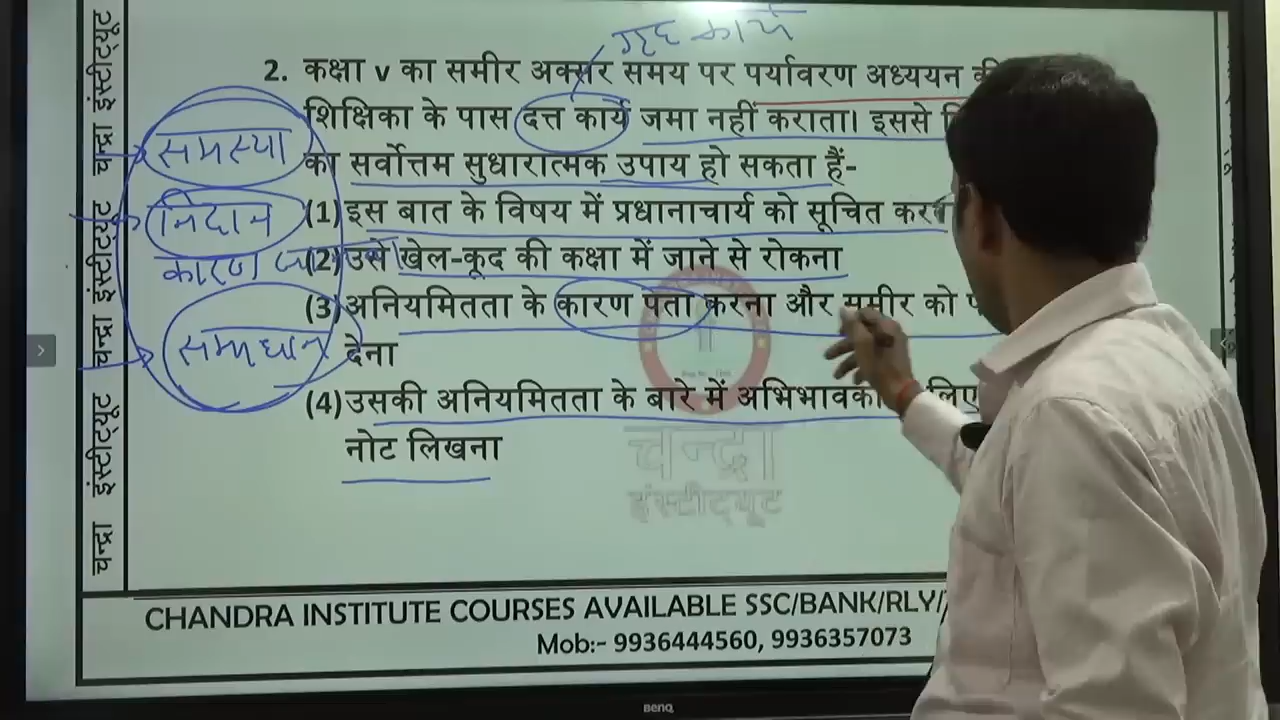 गृह कार्य
2. कक्षा v का समीर अक्सर समय पर पर्यावरण अध्ययन की
शिक्षिका के पास दत्त कार्य जमा नहीं कराता। इससे
का सर्वोत्तम सुधारात्मक उपाय हो सकता हैं-
(1) इस बात के विषय में प्रधानाचार्य को सूचित
(2) उसे खेल-कूद की कक्षा में जाने से रोकना
(3) अनियमितता के कारण पता करना और समीर को
देना
(4) उसकी अनियमितता के बारे में अभिभावकों
नोट लिखना
समस्या
निदान
कारण
समाधान
चन्द्रा इंस्टीट्यूट
चन्द्रा इंस्टीट्यूट
चन्द्रा इंस्टीट्यूट
चन्द्रा
इंस्टीट्यूट
CHANDRA INSTITUTE COURSES AVAILABLE SSC/BANK/RLY/
Mob:- 9936444560, 9936357073
BENQ